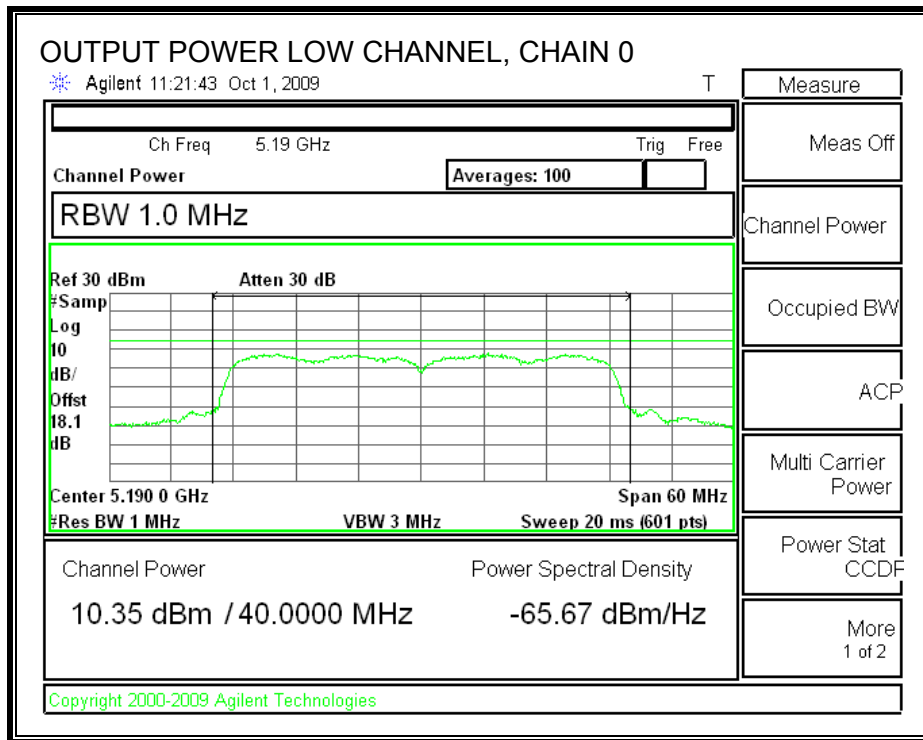 OUTPUT POWER LOW CHANNEL, CHAIN 0
Agilent 11:21:43 Oct 1, 2009 T
Measure
Ch Freq 5.19 GHz Trig Free
Meas Off
Channel Power Averages: 100
RBW 1.0 MHz
Channel Power
Ref 30 dBm Atten 30 dB
#Samp
Log
10
dB/
Offst
18.1
dB
Occupied BW
ACP
Multi Carrier
Power
Center 5.190 0 GHz Span 60 MHz
#Res BW 1 MHz VBW 3 MHz Sweep 20 ms (601 pts)
Power Stat
CCDF
Channel Power Power Spectral Density
10.35 dBm / 40.0000 MHz -65.67 dBm/Hz
More
1 of 2
Copyright 2000-2009 Agilent Technologies